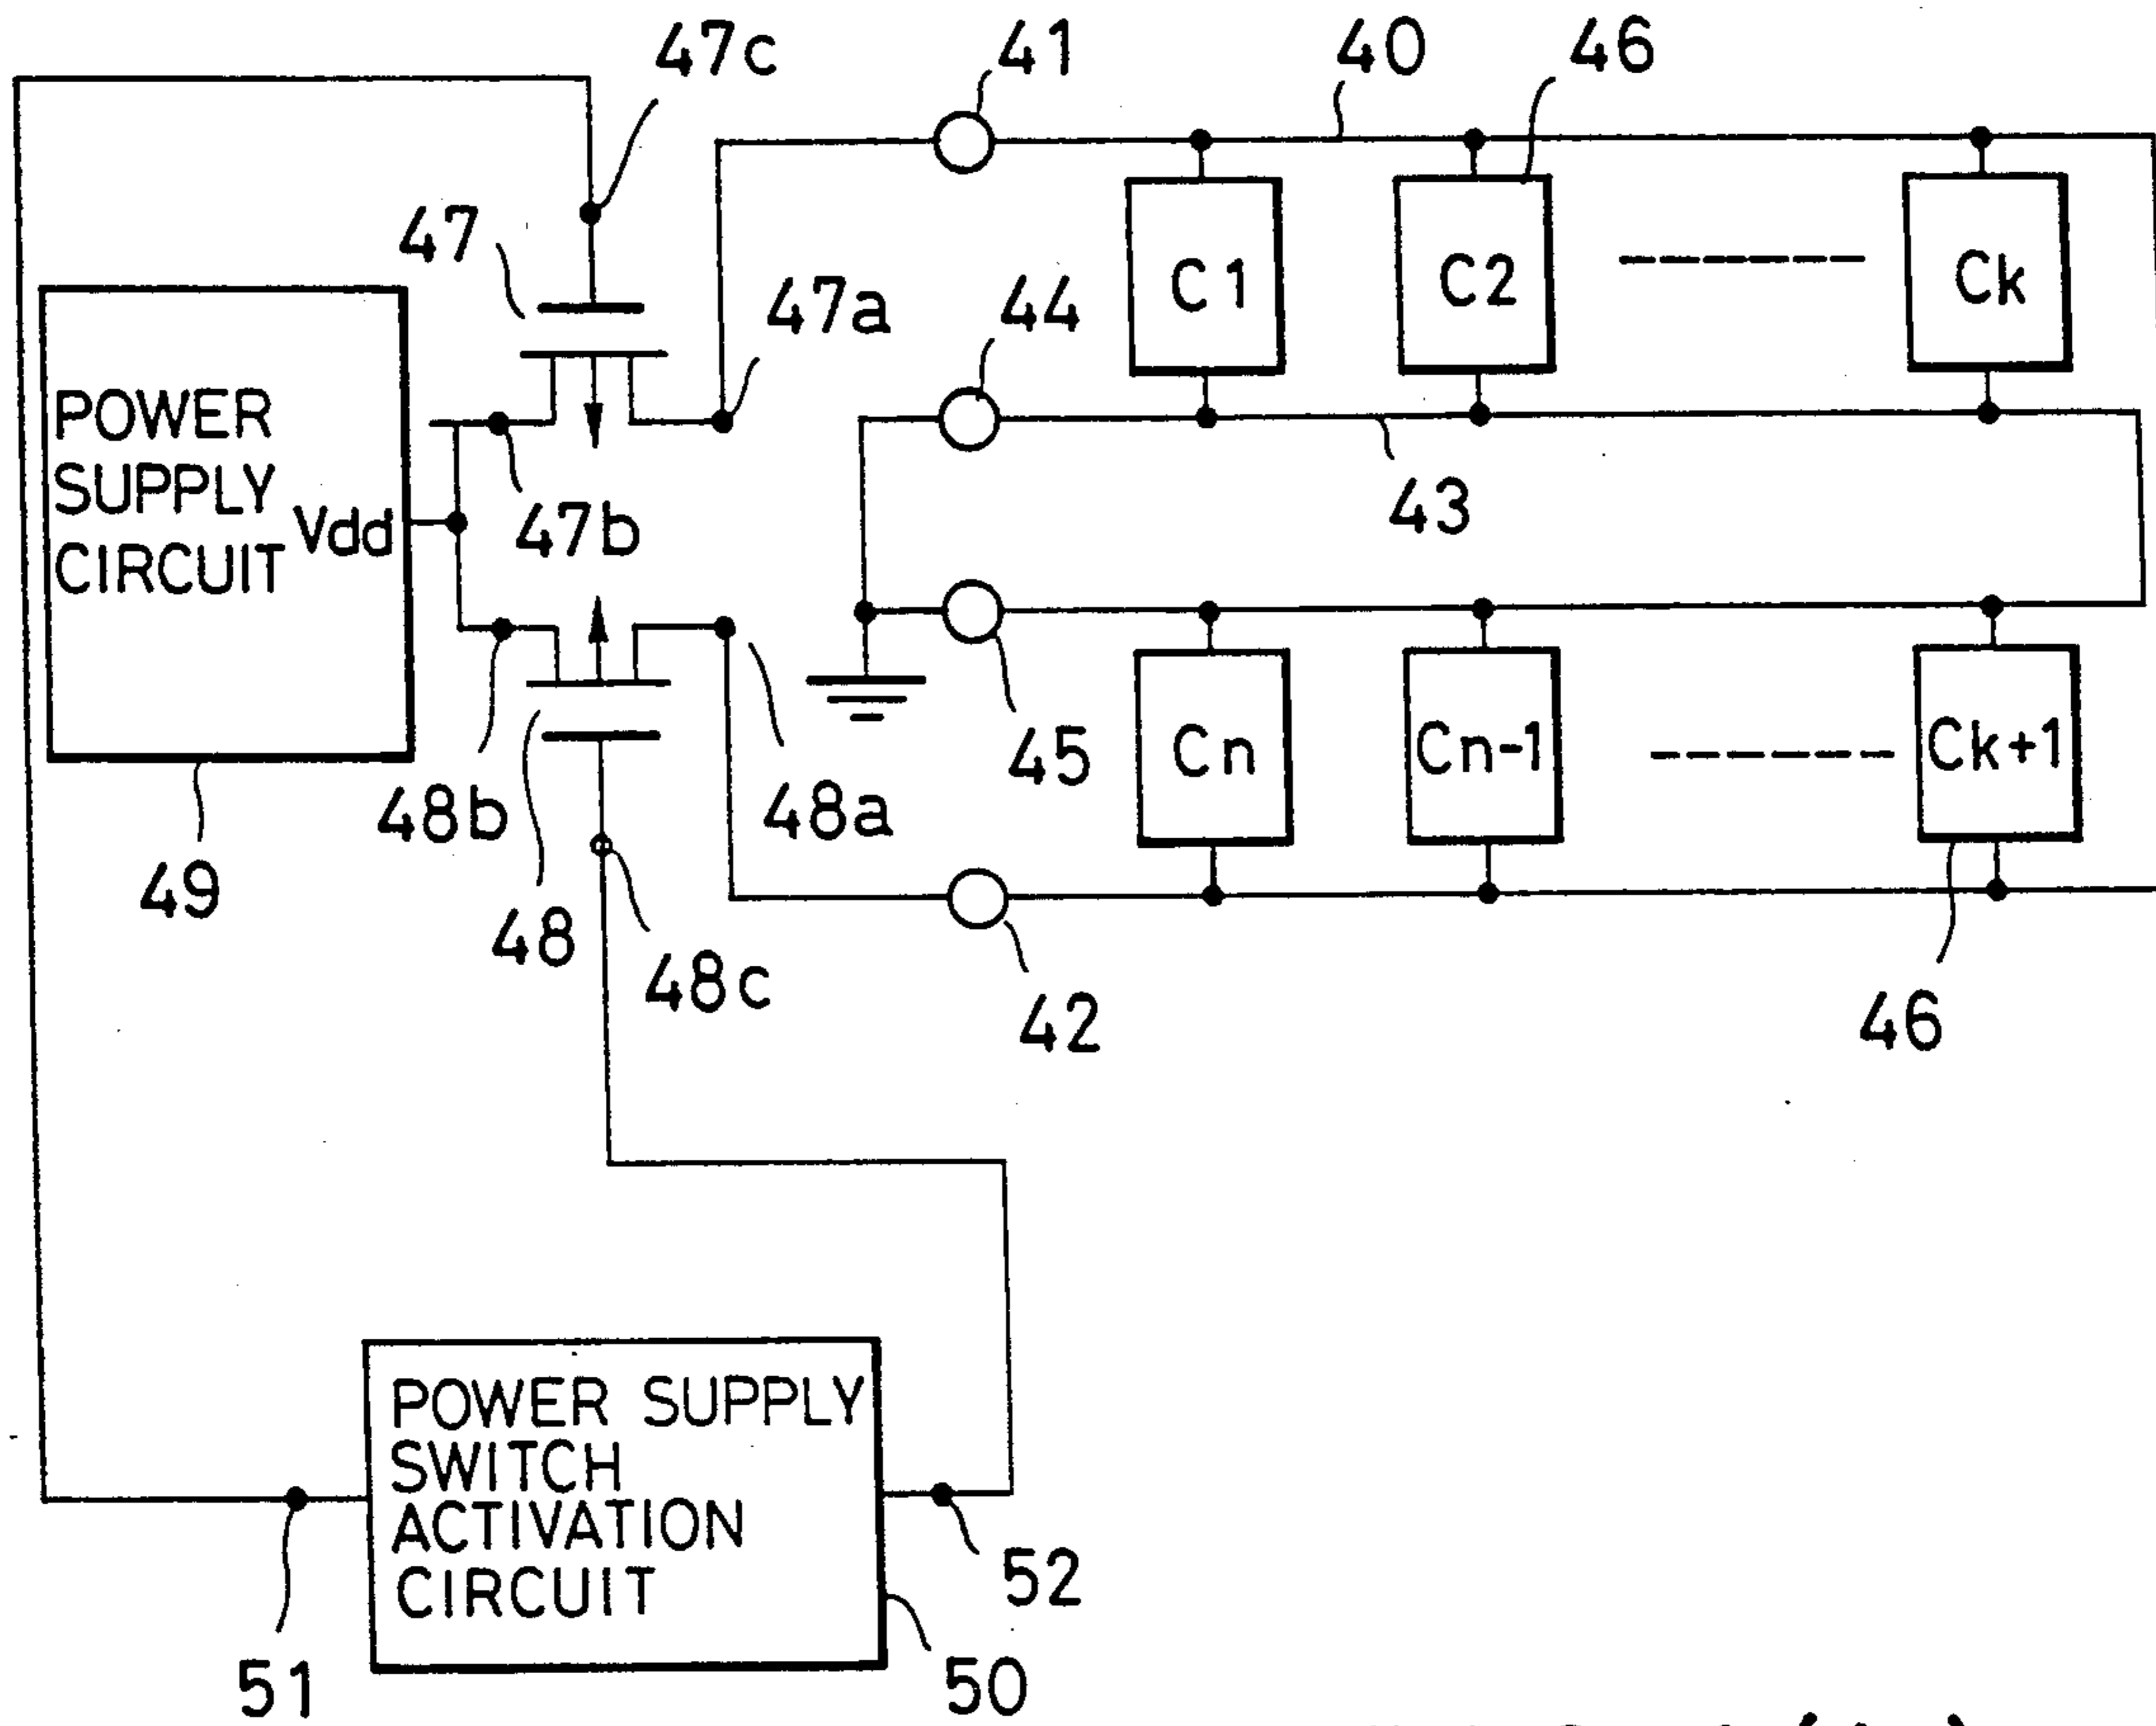 47c
41
40
46
47
47a
44
C1
C2
Ck
POWER
SUPPLY
CIRCUIT
Vdd
47b
43
45
Cn
Cn-1
Ck+1
48b
48a
49
48
48c
42
46
POWER SUPPLY
SWITCH
ACTIVATION
CIRCUIT
52
51
50